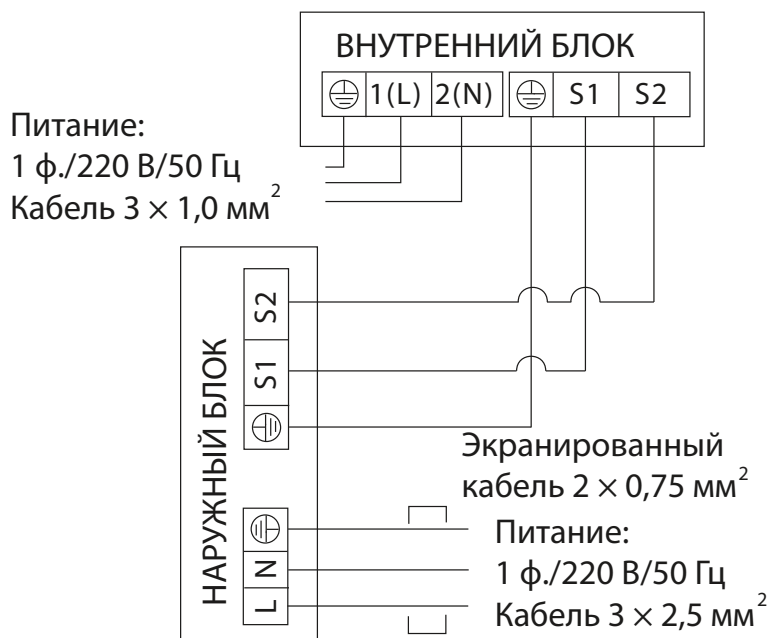 ВНУТРЕННИЙ БЛОК
1(L) 2(N) S1 S2
Питание:
1 ф./220 В/50 Гц
Кабель 3 × 1,0 мм²
НАРУЖНЫЙ БЛОК
S2
S1
N
L
Экранированный
кабель 2 × 0,75 мм²
Питание:
1 ф./220 В/50 Гц
Кабель 3 × 2,5 мм²